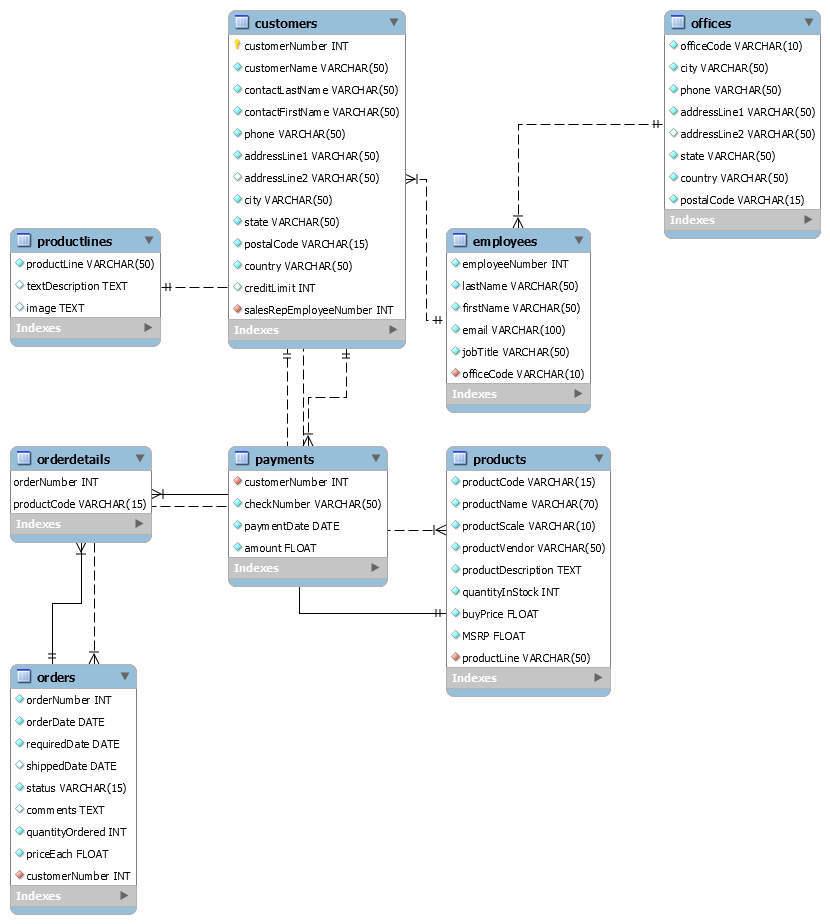 customers
customerNumber INT
customerName VARCHAR(50)
contactLastName VARCHAR(50)
contactFirstName VARCHAR(50)
phone VARCHAR(50)
addressLine1 VARCHAR(50)
addressLine2 VARCHAR(50)
city VARCHAR(50)
state VARCHAR(50)
postalCode VARCHAR(15)
country VARCHAR(50)
creditLimit INT
salesRepEmployeeNumber INT
Indexes
offices
officeCode VARCHAR(10)
city VARCHAR(50)
phone VARCHAR(50)
addressLine1 VARCHAR(50)
addressLine2 VARCHAR(50)
state VARCHAR(50)
country VARCHAR(50)
postalCode VARCHAR(15)
Indexes
productlines
productLine VARCHAR(50)
textDescription TEXT
image TEXT
Indexes
employees
employeeNumber INT
lastName VARCHAR(50)
firstName VARCHAR(50)
email VARCHAR(100)
jobTitle VARCHAR(50)
officeCode VARCHAR(10)
Indexes
orderdetails
orderNumber INT
productCode VARCHAR(15)
Indexes
payments
customerNumber INT
checkNumber VARCHAR(50)
paymentDate DATE
amount FLOAT
Indexes
products
productCode VARCHAR(15)
productName VARCHAR(70)
productScale VARCHAR(10)
productVendor VARCHAR(50)
productDescription TEXT
quantityInStock INT
buyPrice FLOAT
MSRP FLOAT
productLine VARCHAR(50)
Indexes
orders
orderNumber INT
orderDate DATE
requiredDate DATE
shippedDate DATE
status VARCHAR(15)
comments TEXT
quantityOrdered INT
priceEach FLOAT
customerNumber INT
Indexes